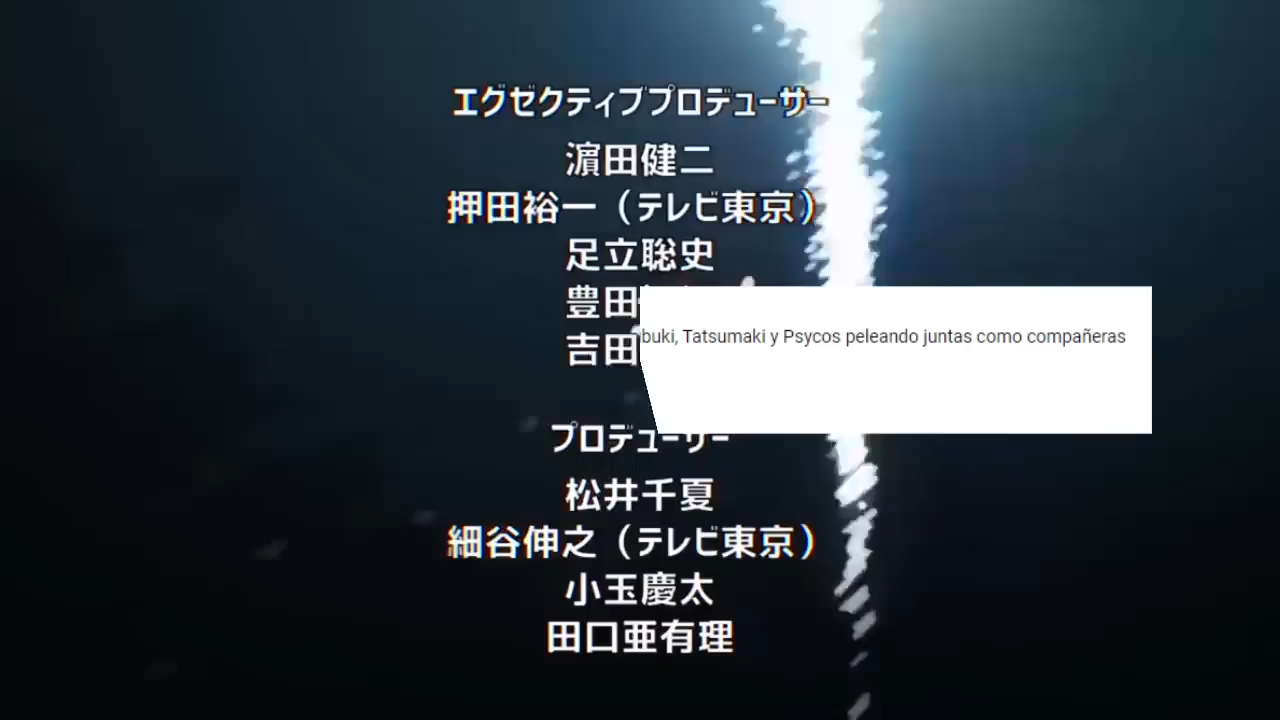 エグゼクティブプロデューサー
濵田健二
押田裕一（テレビ東京）
足立聡史
豊田
吉田
buki, Tatsumaki y Psycos peleando juntas como compañeras
プロデューサー
松井千夏
細谷伸之（テレビ東京）
小玉慶太
田口亜有理